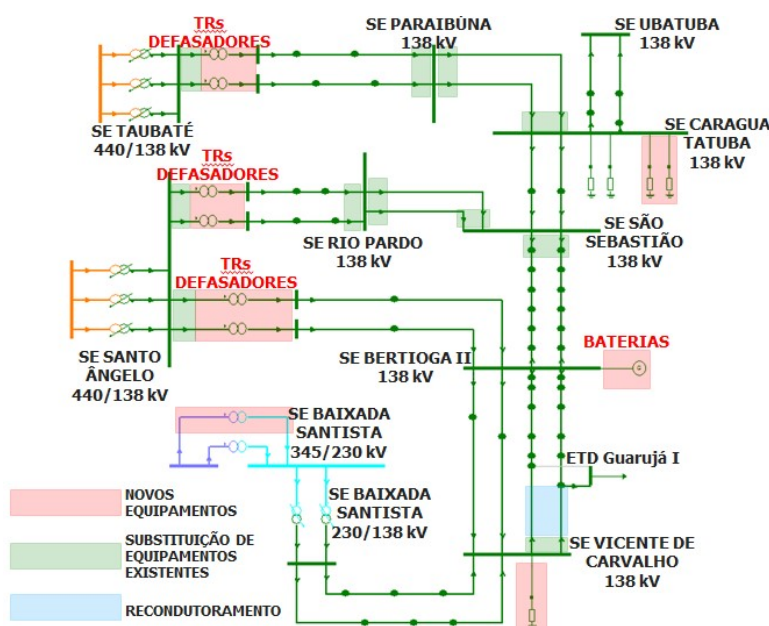 TRs
DEFASADORES
SE PARAIBÚNA
138 kV
SE UBATUBA
138 kV
SE TAUBATÉ
440/138 kV
SE CARAGUA
TATUBA
138 kV
TRs
DEFASADORES
SE RIO PARDO
138 kV
SE SÃO
SEBASTIÃO
138 kV
TRs
DEFASADORES
SE SANTO
ÂNGELO
440/138 kV
SE BERTIOGA II
138 kV
BATERIAS
SE BAIXADA
SANTISTA
345/230 kV
ETD Guarujá I
SE BAIXADA
SANTISTA
230/138 kV
SE VICENTE DE
CARVALHO
138 kV
NOVOS
EQUIPAMENTOS
SUBSTITUIÇÃO DE
EQUIPAMENTOS
EXISTENTES
RECONDUTORAMENTO